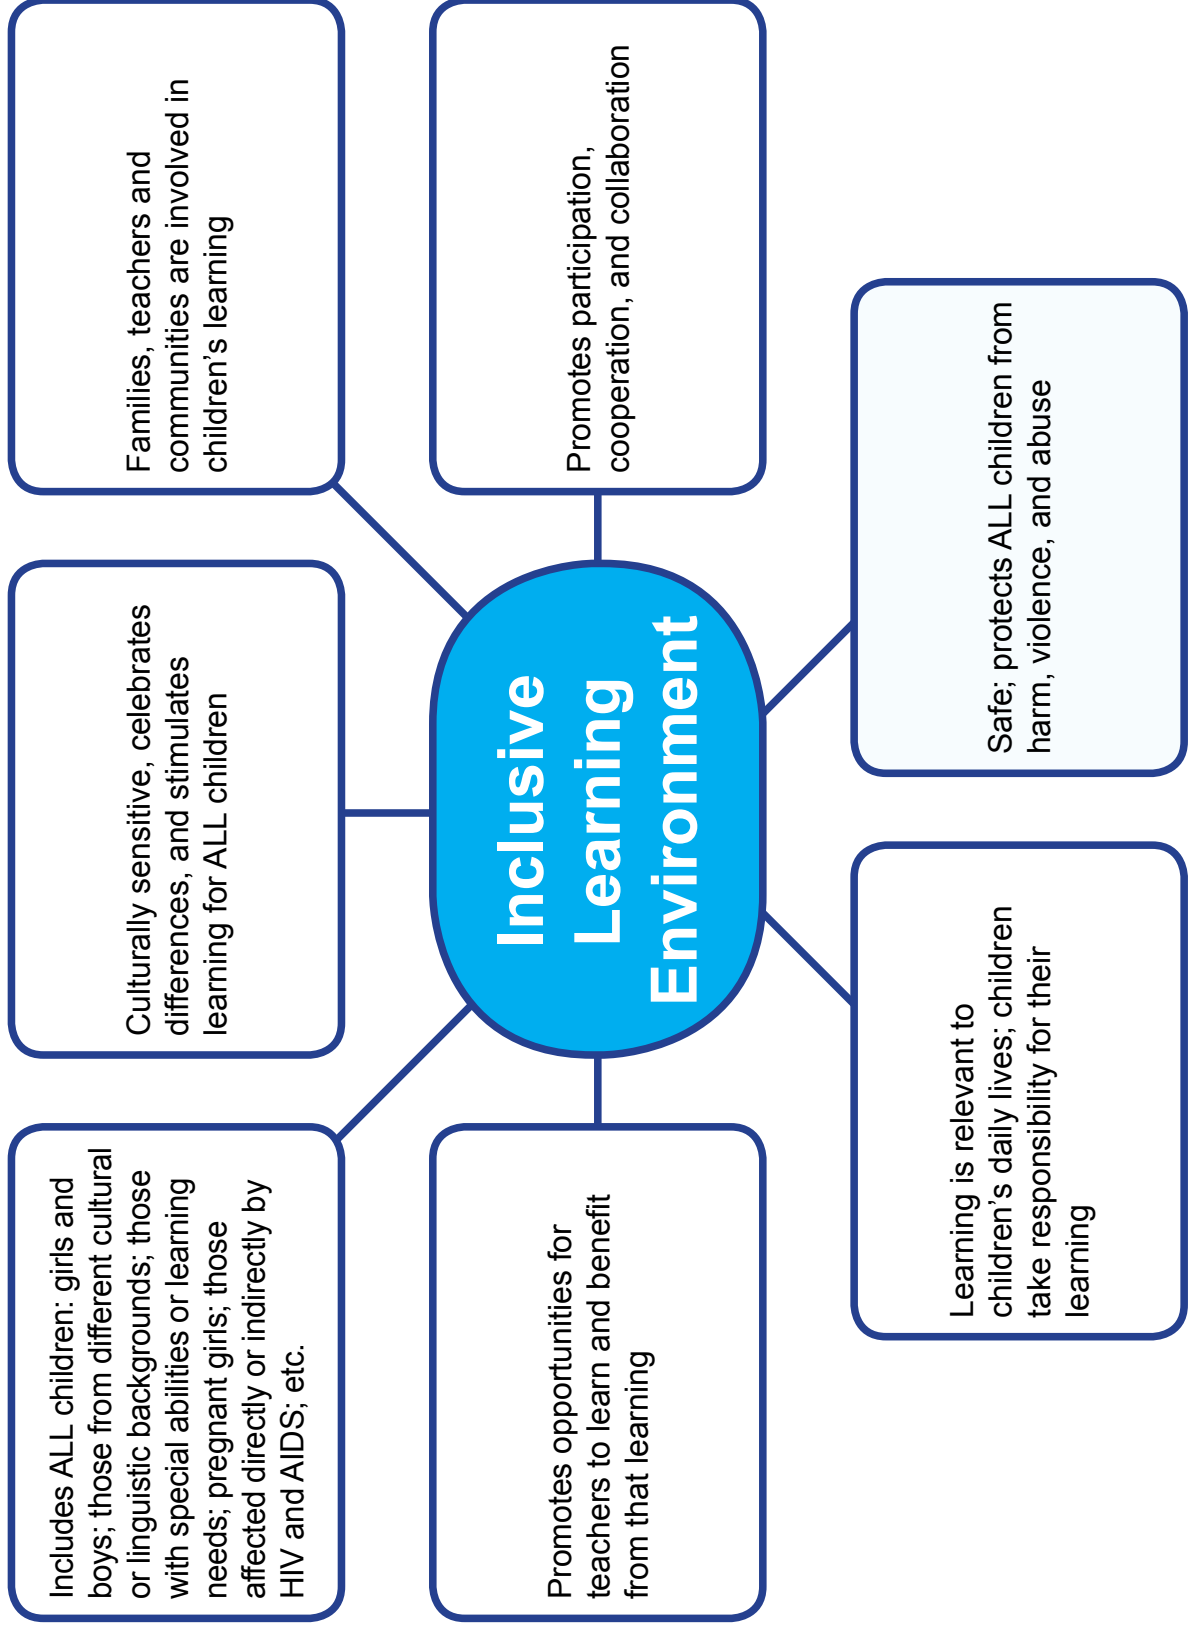 Includes ALL children: girls and
boys; those from different cultural
or linguistic backgrounds; those
with special abilities or learning
needs; pregnant girls; those
affected directly or indirectly by
HIV and AIDS; etc.
Culturally sensitive, celebrates
differences, and stimulates
learning for ALL children
Families, teachers and
communities are involved in
children’s learning
Promotes opportunities for
teachers to learn and benefit
from that learning
Inclusive
Learning
Environment
Promotes participation,
cooperation, and collaboration
Learning is relevant to
children’s daily lives; children
take responsibility for their
learning
Safe; protects ALL children from
harm, violence, and abuse